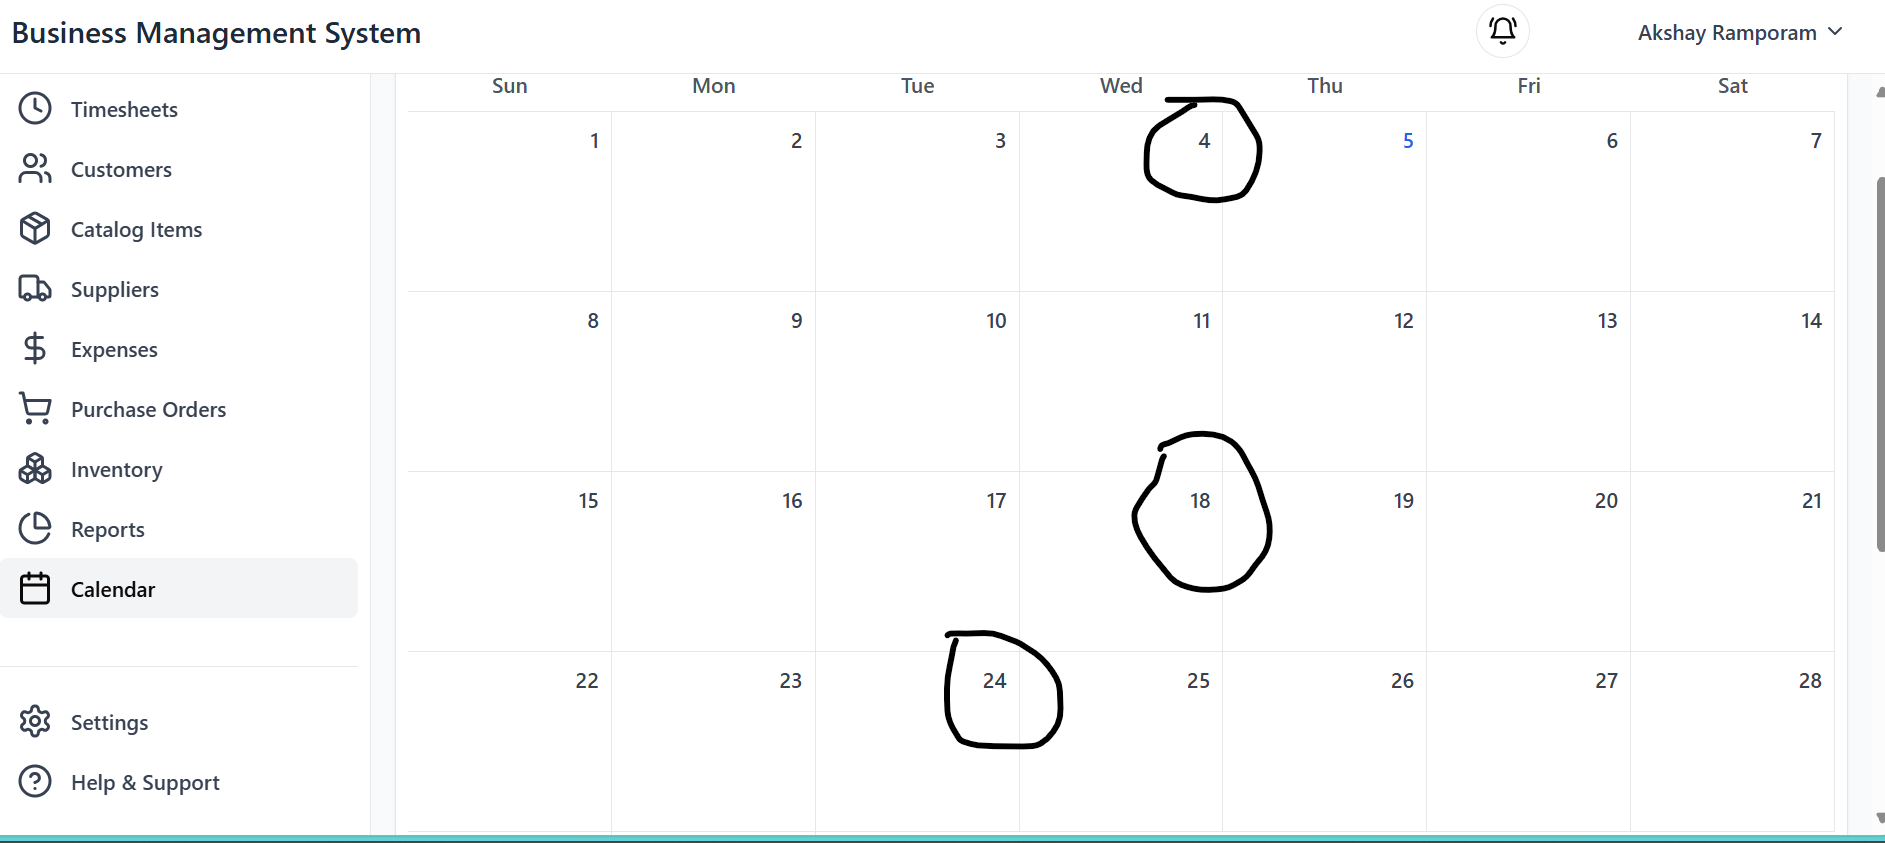 Business Management System
Akshay Ramporam
Timesheets
Customers
Catalog Items
Suppliers
Expenses
Purchase Orders
Inventory
Reports
Calendar
Settings
Help & Support
Sun Mon Tue Wed Thu Fri Sat
1 2 3 4 5 6 7
8 9 10 11 12 13 14
15 16 17 18 19 20 21
22 23 24 25 26 27 28